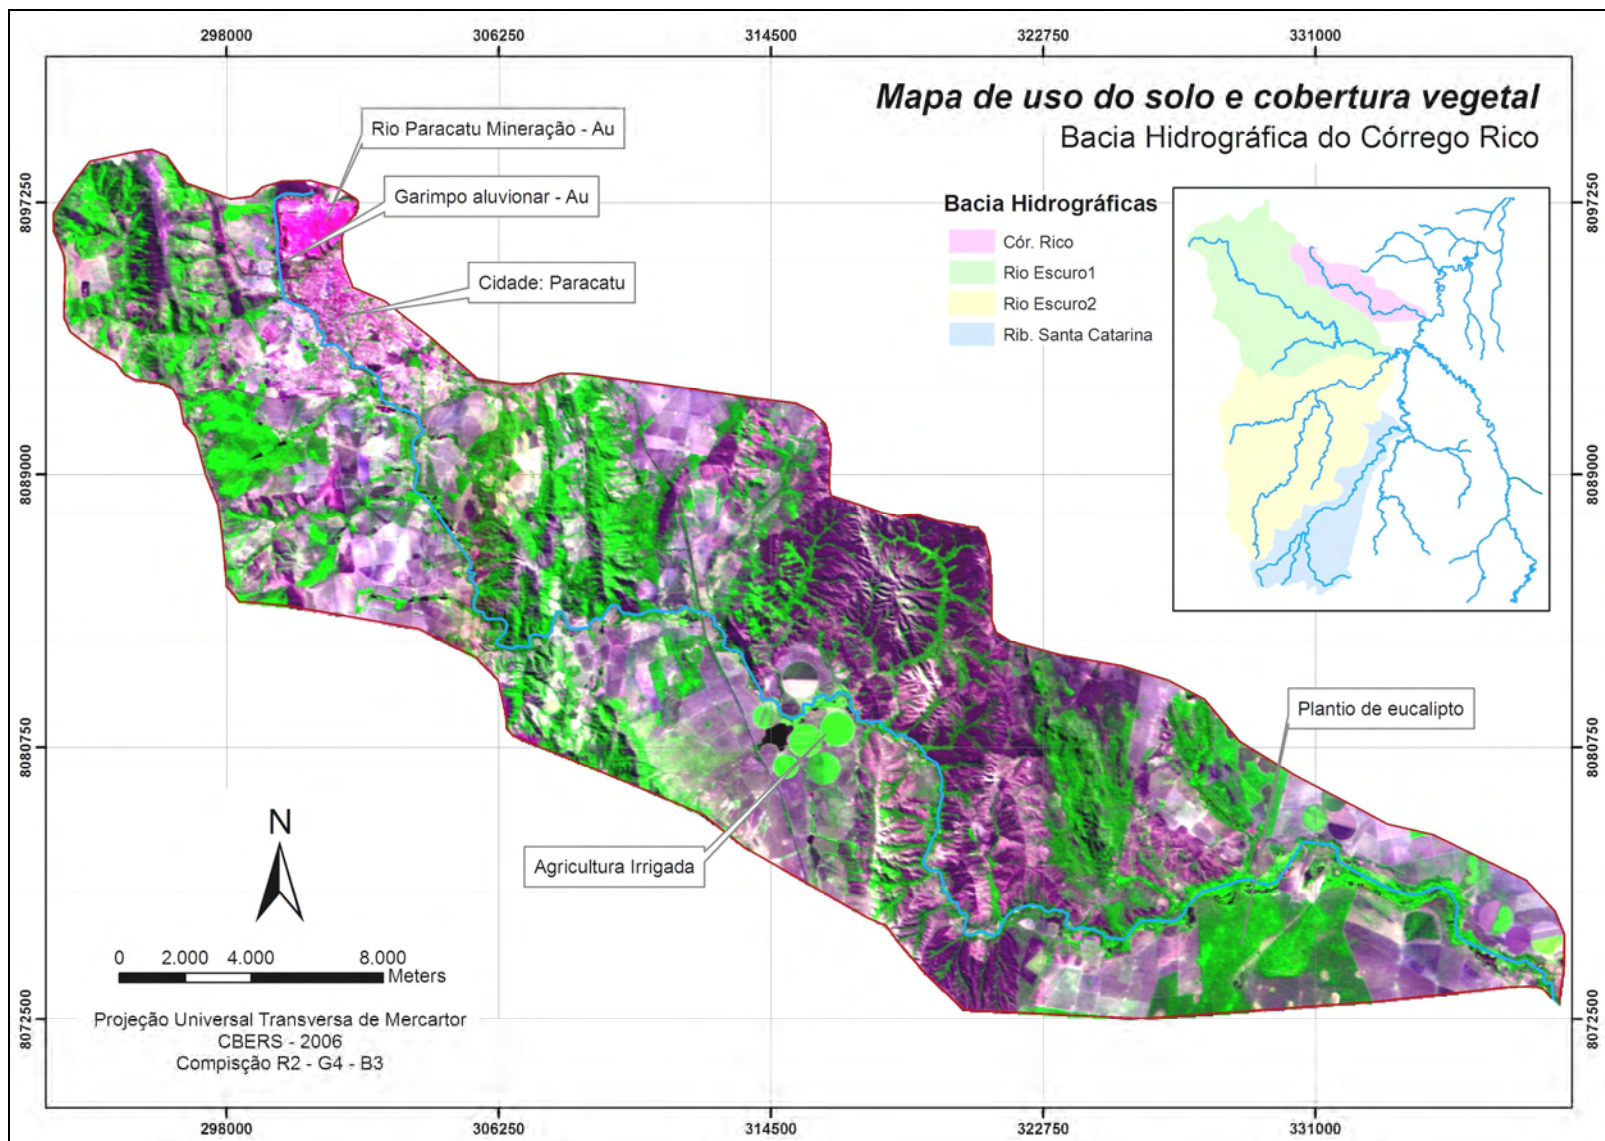 298000
306250
314500
322750
331000
Mapa de uso do solo e cobertura vegetal
Bacia Hidrográfica do Córrego Rico
Rio Paracatu Mineração - Au
Garimpo aluvionar - Au
Cidade: Paracatu
Bacia Hidrográficas
Cór. Rico
Rio Escuro1
Rio Escuro2
Rib. Santa Catarina
8097250
8097250
8089000
8089000
8080750
8080750
8072500
8072500
Plantio de eucalipto
Agricultura Irrigada
N
0 2.000 4.000 8.000
Meters
Projeção Universal Transversa de Mercartor
CBERS - 2006
Compisção R2 - G4 - B3
298000
306250
314500
322750
331000